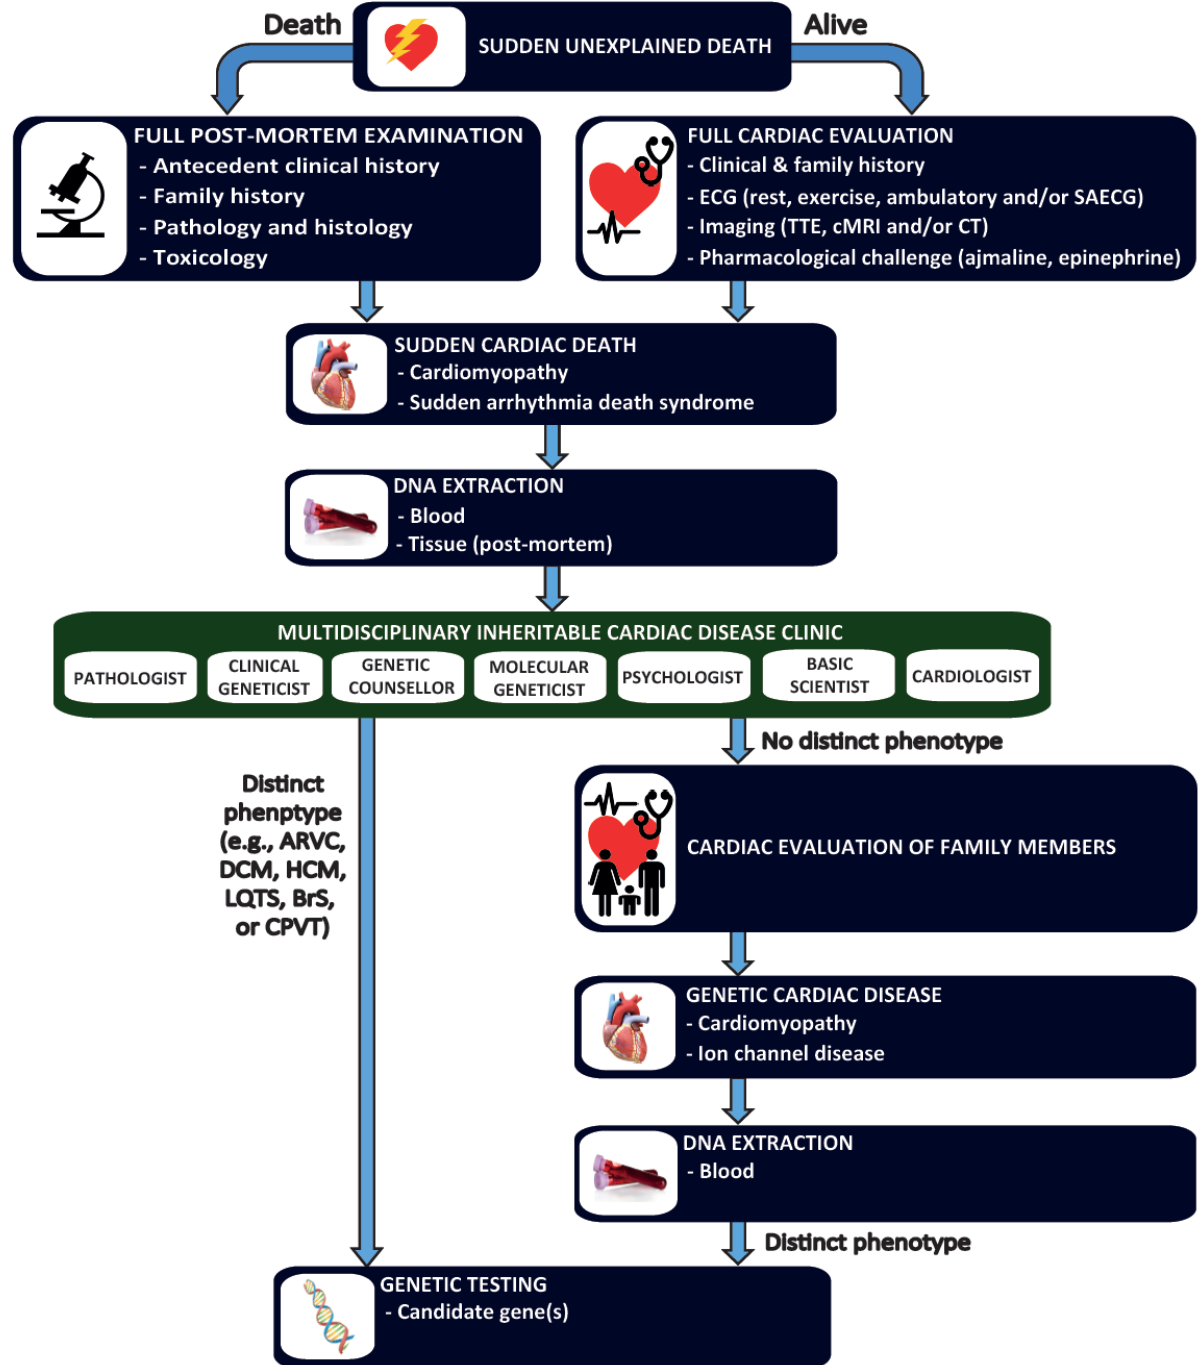 Death
SUDDEN UNEXPLAINED DEATH
Alive
FULL POST-MORTEM EXAMINATION
- Antecedent clinical history
- Family history
- Pathology and histology
- Toxicology
FULL CARDIAC EVALUATION
- Clinical & family history
- ECG (rest, exercise, ambulatory and/or SAECG)
- Imaging (TTE, cMRI and/or CT)
- Pharmacological challenge (ajmaline, epinephrine)
SUDDEN CARDIAC DEATH
- Cardiomyopathy
- Sudden arrhythmia death syndrome
DNA EXTRACTION
- Blood
- Tissue (post-mortem)
MULTIDISCIPLINARY INHERITABLE CARDIAC DISEASE CLINIC
PATHOLOGIST
CLINICAL
GENETICIST
GENETIC
COUNSELLOR
MOLECULAR
GENETICIST
PSYCHOLOGIST
BASIC
SCIENTIST
CARDIOLOGIST
Distinct
phenptype
(e.g., ARVC,
DCM, HCM,
LQTS, BrS,
or CPVT)
No distinct phenotype
CARDIAC EVALUATION OF FAMILY MEMBERS
GENETIC CARDIAC DISEASE
- Cardiomyopathy
- Ion channel disease
DNA EXTRACTION
- Blood
Distinct phenotype
GENETIC TESTING
- Candidate gene(s)